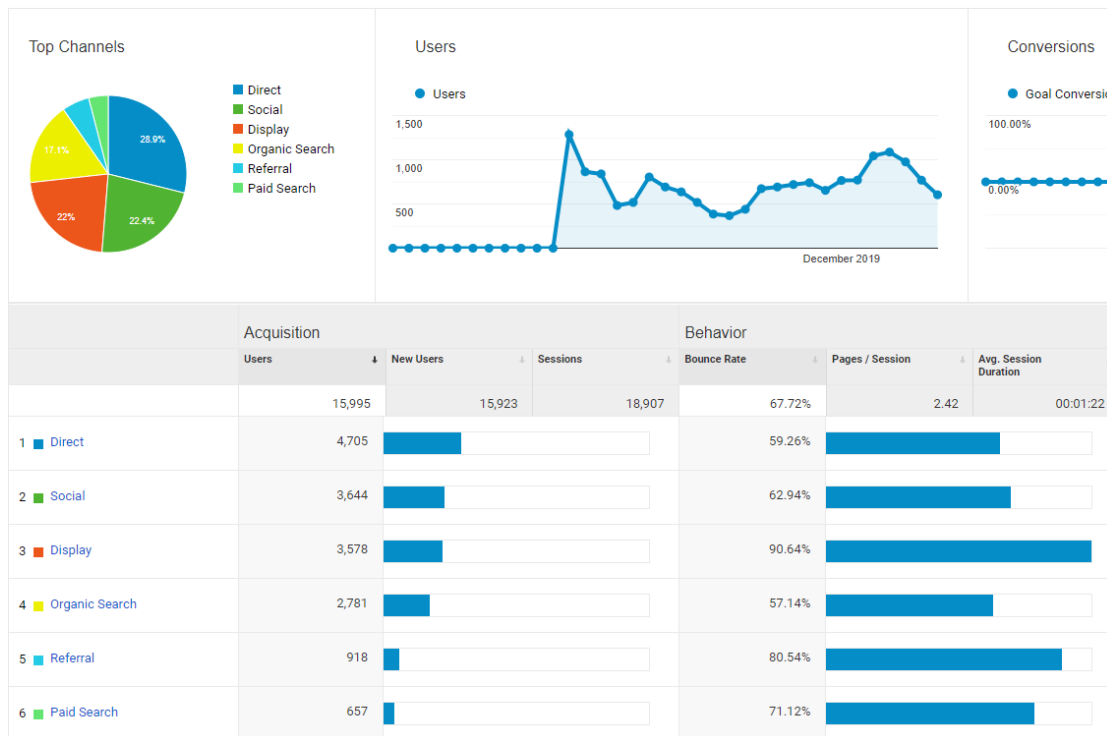 Top Channels
Direct
Social
Display
Organic Search
Referral
Paid Search
28.9%
22.4%
22%
17.1%
Users
Users
1,500
1,000
500
December 2019
Conversions
Goal Conversio
100.00%
0.00%
Acquisition
Behavior
Users
New Users
Sessions
Bounce Rate
Pages / Session
Avg. Session
Duration
15,995
15,923
18,907
67.72%
2.42
00:01:22
1 Direct
4,705
59.26%
2 Social
3,644
62.94%
3 Display
3,578
90.64%
4 Organic Search
2,781
57.14%
5 Referral
918
80.54%
6 Paid Search
657
71.12%